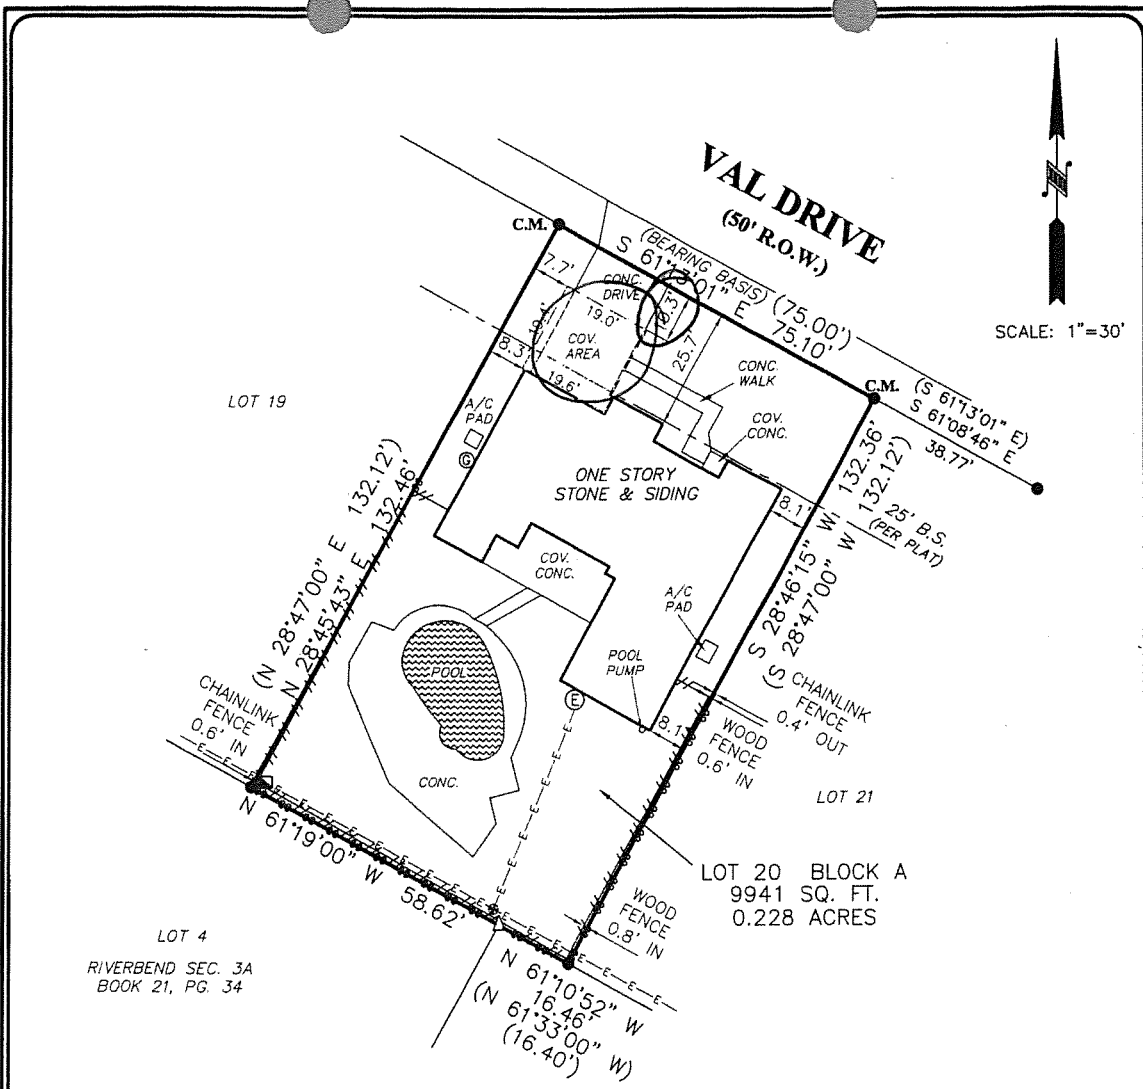 VAL DRIVE
(50' R.O.W.)
SCALE: 1"=30'
C.M.
(BEARING BASIS) (75.00')
S 61°13'01" E 75.10'
7.7'
CONC.
DRIVE
19.0'
19.4'
COV.
AREA
25.7'
8.3'
19.6'
CONC.
WALK
C.M.
(S 61°13'01" E)
S 61°08'46" E
38.77'
LOT 19
A/C
PAD
G
COV.
CONC.
ONE STORY
STONE & SIDING
8.1'
25' B.S.
(PER PLAT)
S 28°46'15" W 132.36'
(S 28°47'00" W 132.12')
(N 28°47'00" E 132.12')
N 28°45'43" E 132.46'
COV.
CONC.
A/C
PAD
POOL
PUMP
POOL
E
CONC.
8.1'
CHAINLINK
FENCE
0.6' IN
CHAINLINK
FENCE
0.4' OUT
WOOD
FENCE
0.6' IN
LOT 21
N 61°19'00" W 58.62'
LOT 20 BLOCK A
9941 SQ. FT.
0.228 ACRES
WOOD
FENCE
0.8' IN
LOT 4
RIVERBEND SEC. 3A
BOOK 21, PG. 34
N 61°10'52" W
16.46'
(N 61°33'00" W)
(16.40')